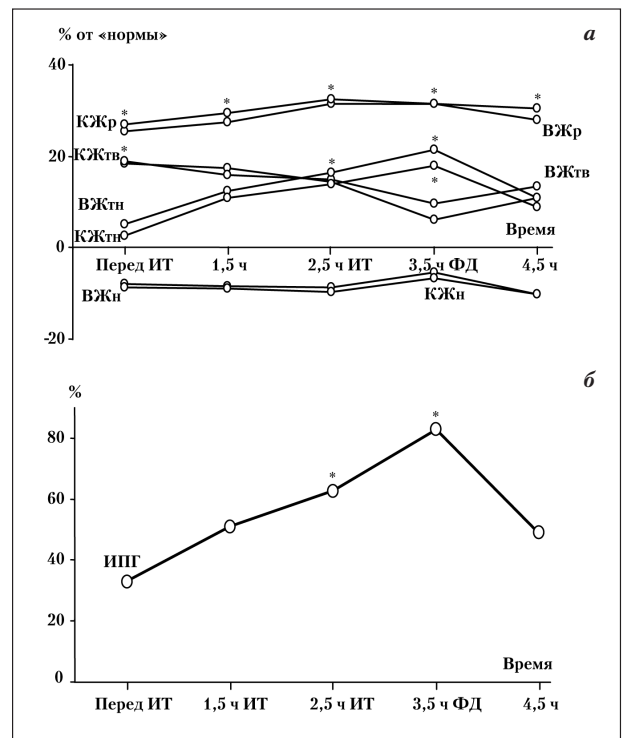 % от «нормы» а
40
* * * * *
КЖр
ВЖр
*
КЖтв
20
* * *
ВЖтв
ВЖтн
КЖтн
Время
0
Перед ИТ 1,5 ч 2,5 ч ИТ 3,5 ч ФД 4,5 ч
ВЖн КЖн
-20
% б
80
*
*
60
ИПГ
40
20
0
Время
Перед ИТ 1,5 ч ИТ 2,5 ч ИТ 3,5 ч ФД 4,5 ч